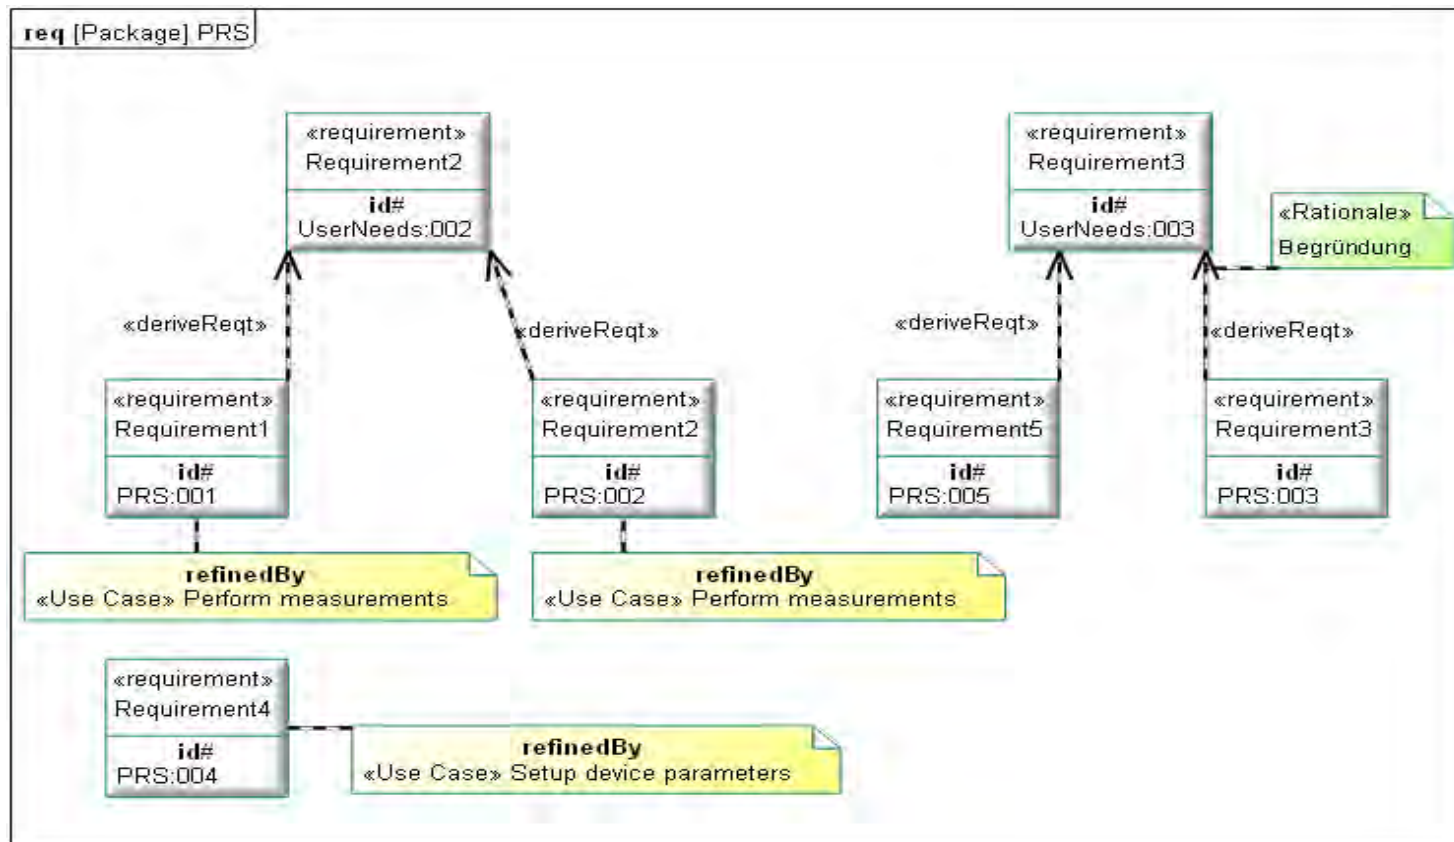 req [Package] PRS
«requirement»
Requirement2
id#
UserNeeds:002
«requirement»
Requirement3
id#
UserNeeds:003
«Rationale»
Begründung
«deriveReqt»
«deriveReqt»
«deriveReqt»
«deriveReqt»
«requirement»
Requirement1
id#
PRS:001
«requirement»
Requirement2
id#
PRS:002
«requirement»
Requirement5
id#
PRS:005
«requirement»
Requirement3
id#
PRS:003
refinedBy
«Use Case» Perform measurements
refinedBy
«Use Case» Perform measurements
«requirement»
Requirement4
id#
PRS:004
refinedBy
«Use Case» Setup device parameters